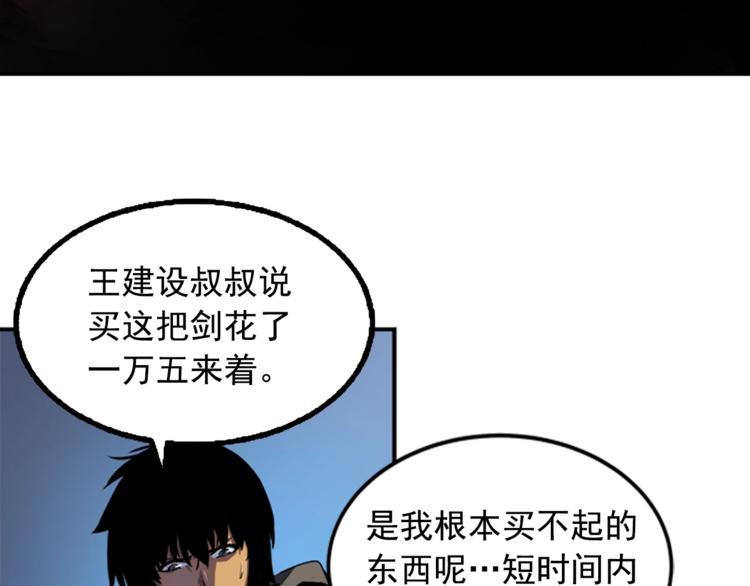 王建设叔叔说
买这把剑花了
一万五来着。
是我根本买不起的
东西呢…短时间内